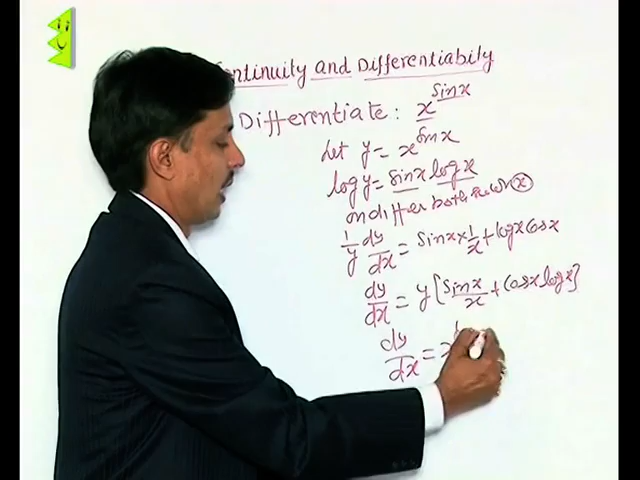 Continuity and Differentiabity
Differentiate: x^sinx
Let y = x^sinx
log y = sinx logx
on differ both w.r
1/y dy/dx = sinx × 1/x + logx cosx
dy/dx = y [sinx/x + cosx logx]
dy/dx = x